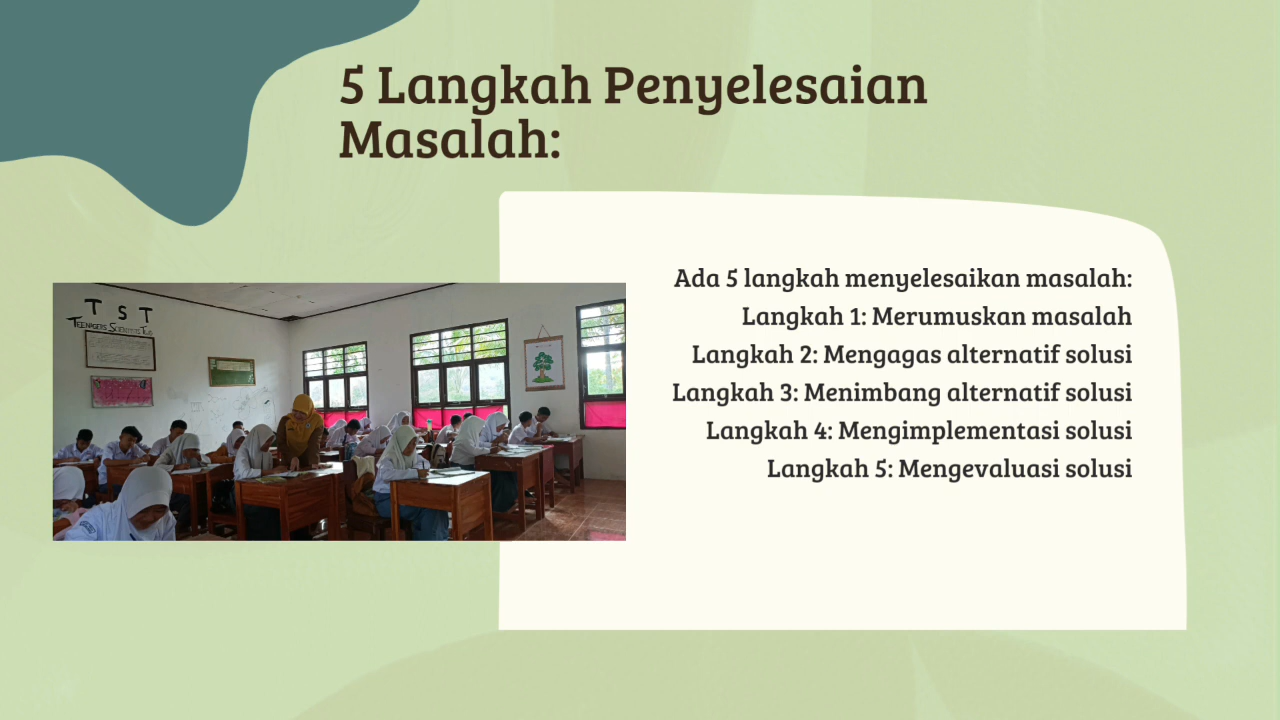 5 Langkah Penyelesaian
Masalah:
Ada 5 langkah menyelesaikan masalah:
Langkah 1: Merumuskan masalah
Langkah 2: Mengagas alternatif solusi
Langkah 3: Menimbang alternatif solusi
Langkah 4: Mengimplementasi solusi
Langkah 5: Mengevaluasi solusi
T S T